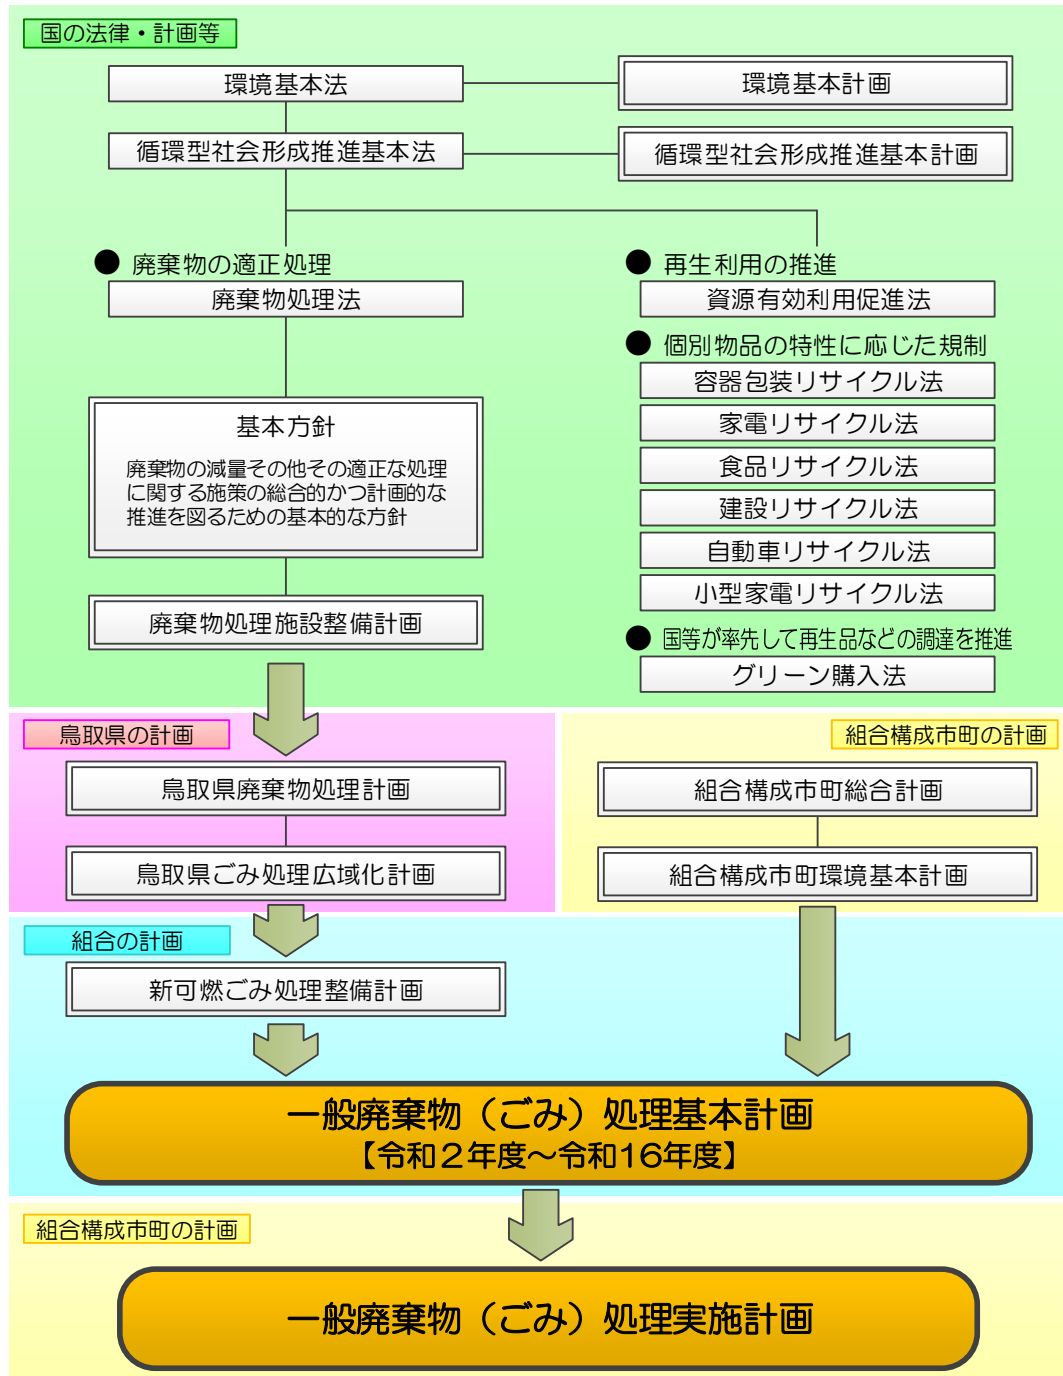 国の法律・計画等
環境基本法
環境基本計画
循環型社会形成推進基本法
循環型社会形成推進基本計画
● 廃棄物の適正処理
廃棄物処理法
基本方針
廃棄物の減量その他その適正な処理
に関する施策の総合的かつ計画的な
推進を図るための基本的な方針
廃棄物処理施設整備計画
● 再生利用の推進
資源有効利用促進法
● 個別物品の特性に応じた規制
容器包装リサイクル法
家電リサイクル法
食品リサイクル法
建設リサイクル法
自動車リサイクル法
小型家電リサイクル法
● 国等が率先して再生品などの調達を推進
グリーン購入法
鳥取県の計画
鳥取県廃棄物処理計画
鳥取県ごみ処理広域化計画
組合構成市町の計画
組合構成市町総合計画
組合構成市町環境基本計画
組合の計画
新可燃ごみ処理整備計画
一般廃棄物（ごみ）処理基本計画
【令和２年度～令和16年度】
組合構成市町の計画
一般廃棄物（ごみ）処理実施計画